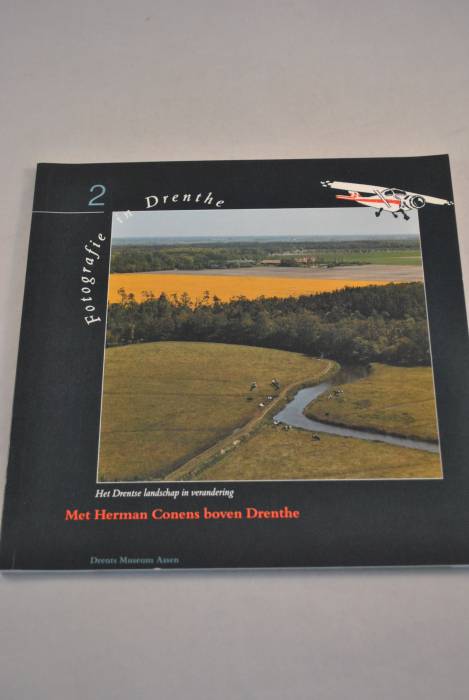 2
Fotografie in Drenthe
Het Drentse landschap in verandering
Met Herman Conens boven Drenthe
Drents Museum Assen